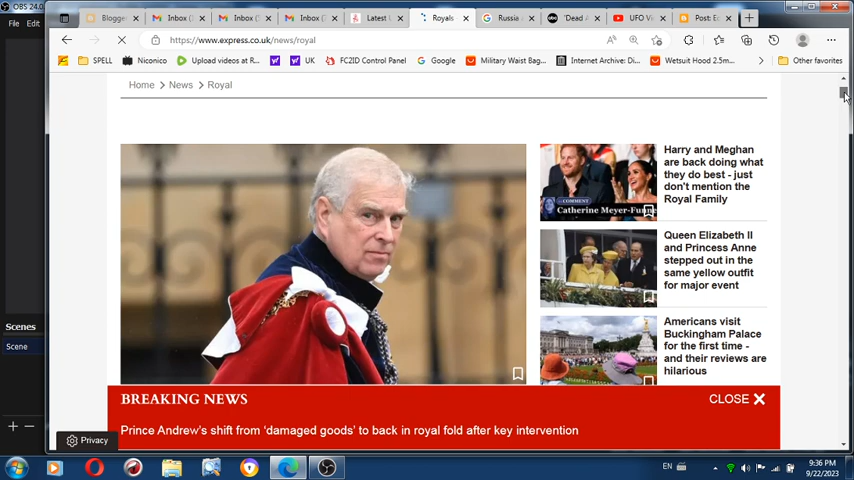 OBS 24.0
File
Blogge
Inbox (
Inbox (
Inbox (
Latest U
Royals
Russia
'Dead
UFO Vi
Post: E
https://www.express.co.uk/news/royal
SPELL
Niconico
Upload videos at R...
UK
FC2ID Control Panel
Google
Military Waist Bag...
Internet Archive: Di...
Wetsuit Hood 2.5m...
Other favorites
Home > News > Royal
Harry and Meghan
are back doing what
they do best - just
don't mention the
Royal Family
COMMENT
Catherine Meyer-Funne
Queen Elizabeth II
and Princess Anne
stepped out in the
same yellow outfit
for major event
Americans visit
Buckingham Palace
for the first time -
and their reviews are
hilarious
Scenes
Scene
BREAKING NEWS
CLOSE
Prince Andrew's shift from ‘damaged goods’ to back in royal fold after key intervention
Privacy
EN
9:36 PM
9/22/2023